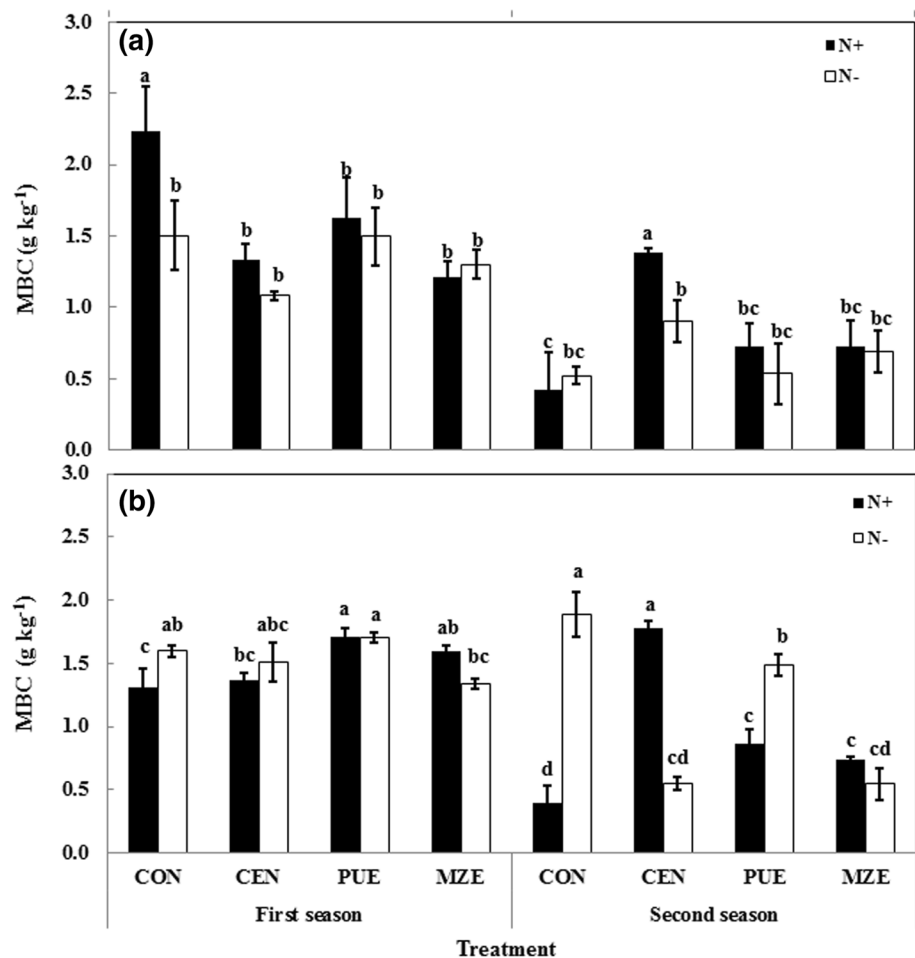 (a)
N+
N-
3.0
2.5
2.0
1.5
1.0
0.5
0.0
MBC (g kg-1)
a b b b b b b b c bc a b bc bc bc bc
(b)
N+
N-
3.0
2.5
2.0
1.5
1.0
0.5
0.0
MBC (g kg-1)
c ab bc abc a a ab bc d a a cd c b c cd
CON CEN PUE MZE CON CEN PUE MZE
First season Second season
Treatment